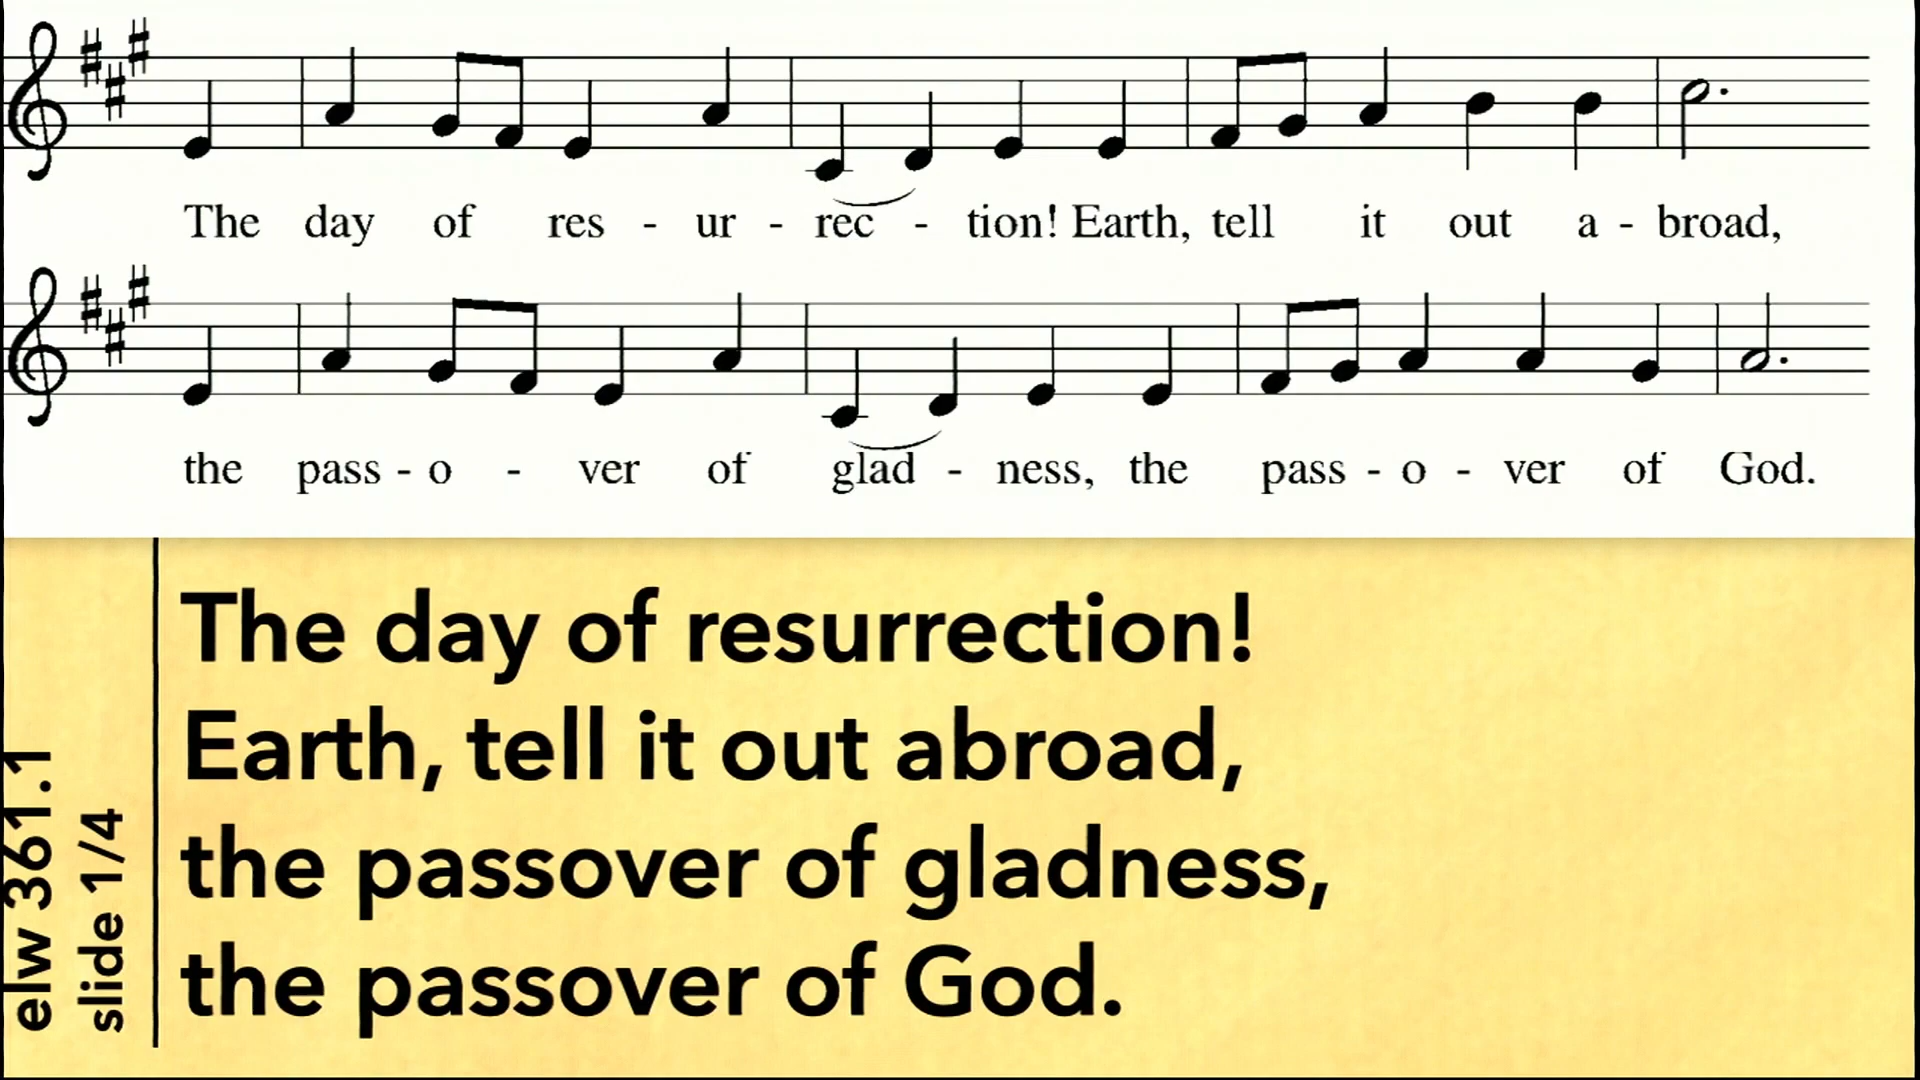 The day of res - ur - rec - tion! Earth, tell it out a - broad,
the pass - o - ver of glad - ness, the pass - o - ver of God.
The day of resurrection!
Earth, tell it out abroad,
the passover of gladness,
the passover of God.
elw 361.1
slide 1/4